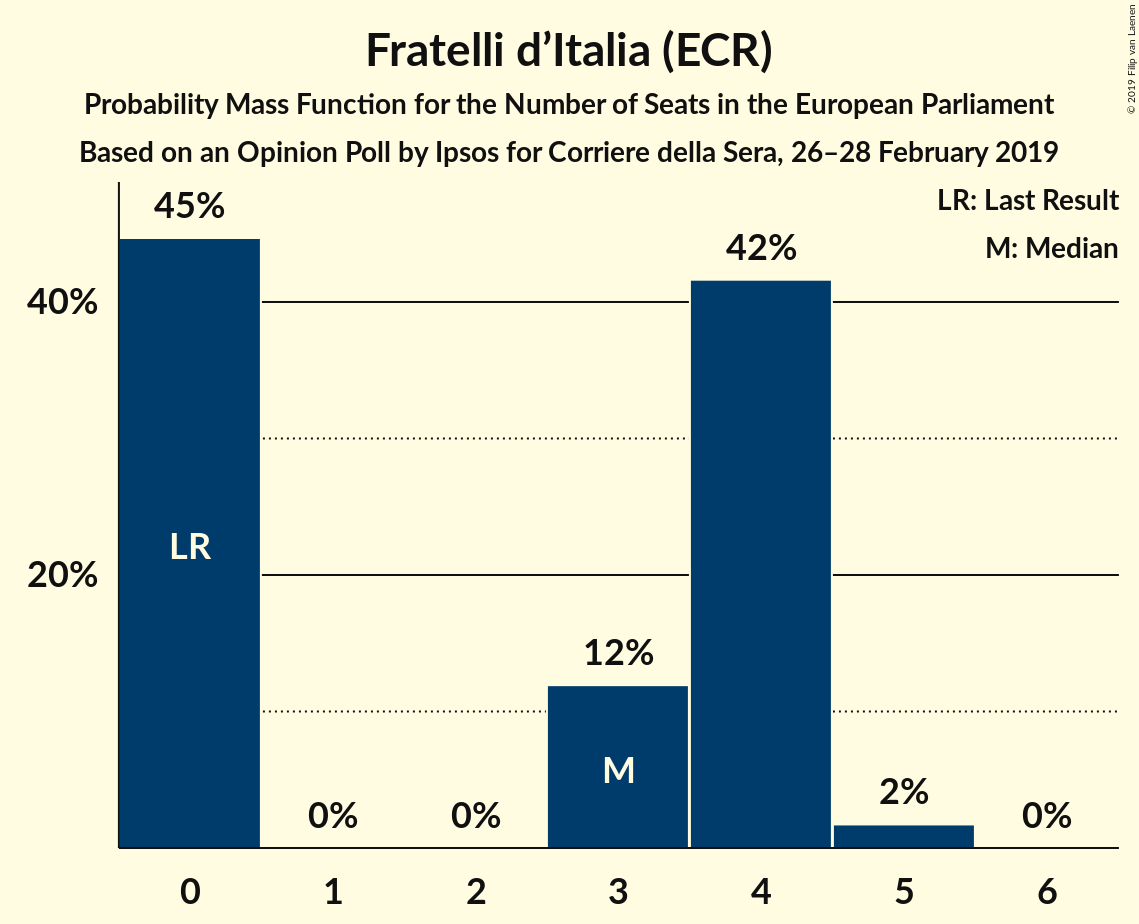 Fratelli d’Italia (ECR)
Probability Mass Function for the Number of Seats in the European Parliament
Based on an Opinion Poll by Ipsos for Corriere della Sera, 26–28 February 2019
© 2019 Filip van Laenen
LR: Last Result
M: Median
45%
42%
40%
LR
20%
12%
M
2%
0%
0%
0%
0 1 2 3 4 5 6